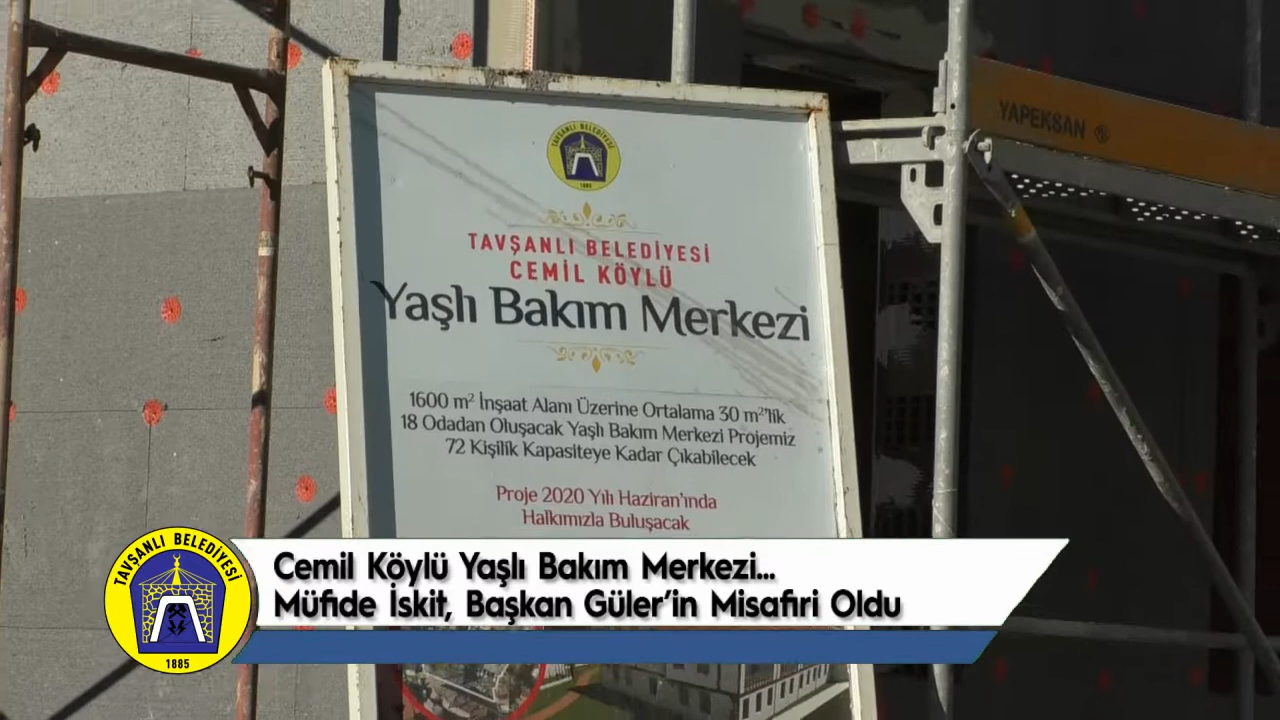 YAPEKSAN ®
TAVŞANLI BELEDİYESİ
1885
TAVŞANLI BELEDİYESİ
CEMİL KÖYLÜ
Yaşlı Bakım Merkezi
1600 m² İnşaat Alanı Üzerine Ortalama 30 m²'lik
18 Odadan Oluşacak Yaşlı Bakım Merkezi Projemiz
72 Kişilik Kapasiteye Kadar Çıkabilecek
Proje 2020 Yılı Haziran'ında
Halkımızla Buluşacak
TAVŞANLI BELEDİYESİ
1885
Cemil Köylü Yaşlı Bakım Merkezi...
Müfide İskit, Başkan Güler'in Misafiri Oldu